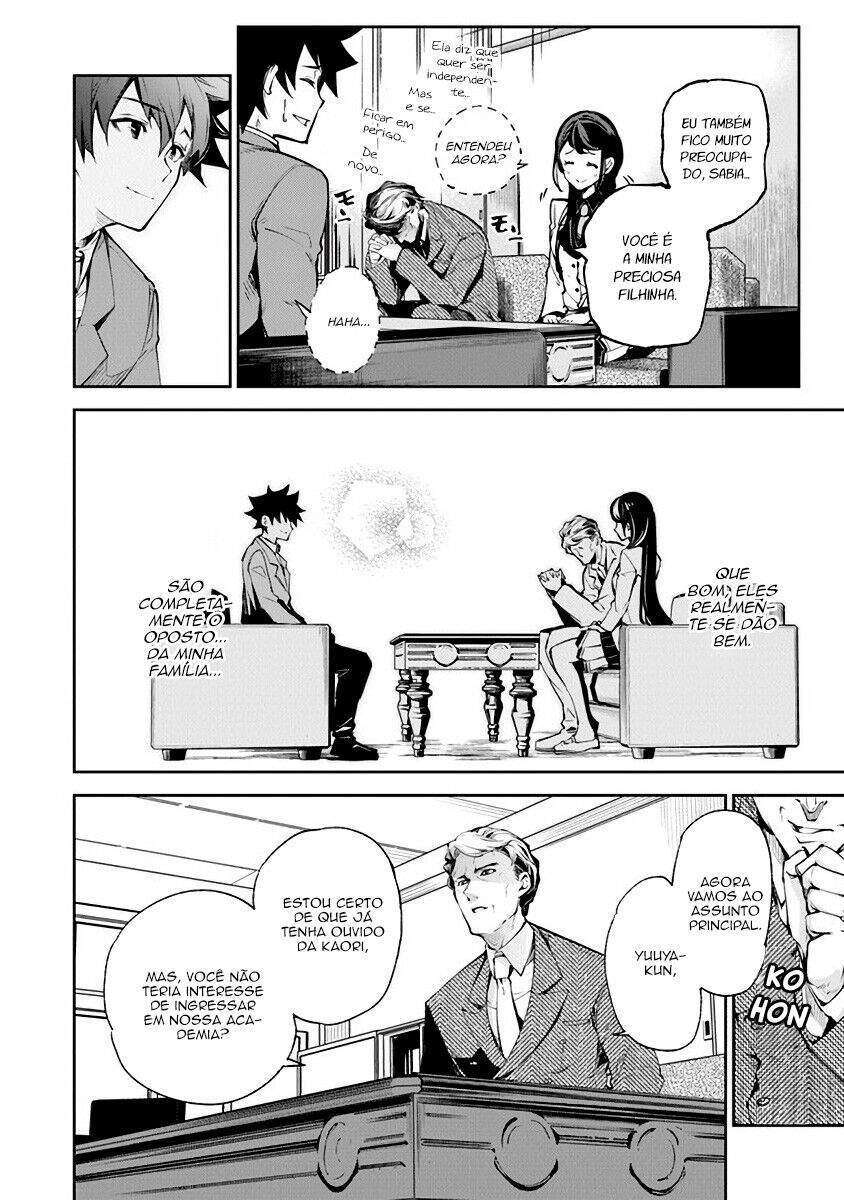 EU TAMBÉM
FICO MUITO
PREOCUPA-
DO, SABIA..
VOCÊ É
A MINHA
PRECIOSA
FILHINHA.
Ela diz que
quer ser
independen-
te...
Mas
e se...
Ficar em
perigo...
De
novo...
ENTENDEU
AGORA?
モ
モ
HAHA...
QUE
BOM, ELES
REALMEN-
TE SE DÃO
BEM.
SÃO
COMPLETA-
MENTE O
OPOSTO...
DA MINHA
FAMÍLIA...
KO
HON
AGORA
VAMOS AO
ASSUNTO
PRINCIPAL.
YUUYA-
KUN,
ESTOU CERTO
DE QUE JÁ
TENHA OUVIDO
DA KAORI,
MAS, VOCÊ NÃO
TERIA INTERESSE
DE INGRESSAR
EM NOSSA ACA-
DEMIA?